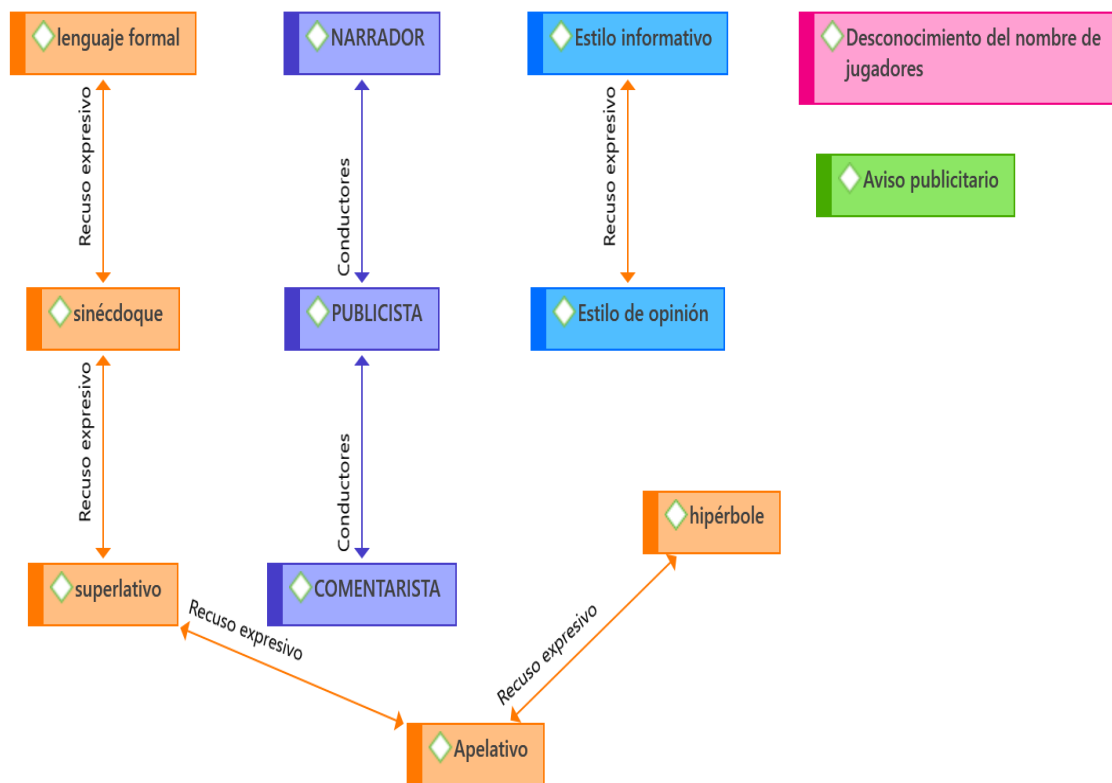 lenguaje formal
NARRADOR
Estilo informativo
Desconocimiento del nombre de
jugadores
Aviso publicitario
Recuso expresivo
Conductores
Recuso expresivo
sinécdoque
PUBLICISTA
Estilo de opinión
Recuso expresivo
Conductores
hipérbole
superlativo
COMENTARISTA
Recuso expresivo
Recuso expresivo
Apelativo